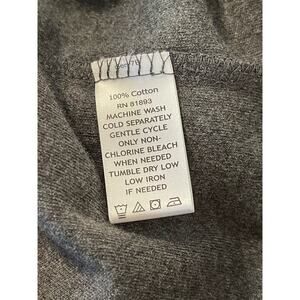 100% Cotton
RN 81893
MACHINE WASH
COLD SEPARATELY
GENTLE CYCLE
ONLY NON-
CHLORINE BLEACH
WHEN NEEDED
TUMBLE DRY LOW
LOW IRON
IF NEEDED